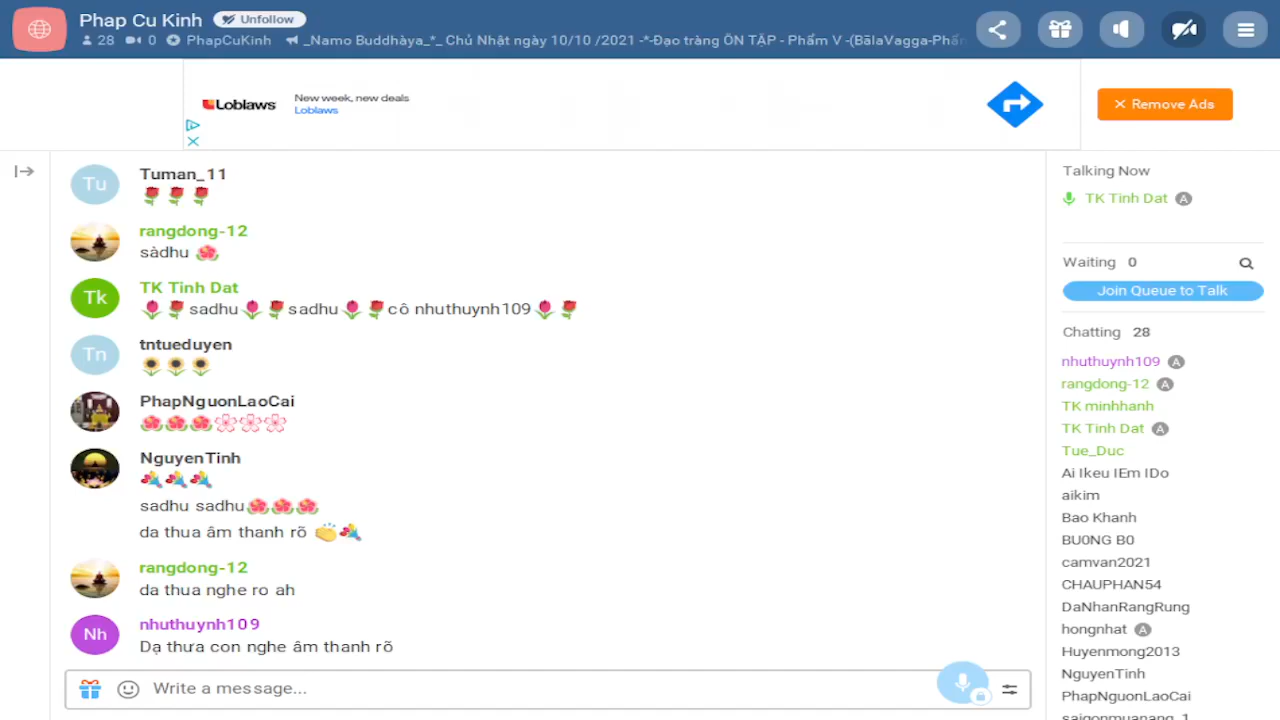 Phap Cu Kinh Unfollow
28 0 PhapCuKinh _Namo Buddhàya_*_ Chủ Nhật ngày 10/10 /2021 -*-Đạo tràng ÔN TẬP - Phẩm V -(BālaVagga-Phẩm
Loblaws
New week, new deals
Loblaws
Remove Ads
Tu
Tuman_11
rangdong-12
sàdhu
Tk
TK Tinh Dat
sadhu sadhu cô nhuthuynh109
Tn
tntueduyen
PhapNguonLaoCai
NguyenTinh
sadhu sadhu
da thua âm thanh rõ
rangdong-12
da thua nghe ro ah
Nh
nhuthuynh109
Dạ thưa con nghe âm thanh rõ
Write a message...
Talking Now
TK Tinh Dat A
Waiting 0
Join Queue to Talk
Chatting 28
nhuthuynh109 A
rangdong-12 A
TK minhhanh
TK Tinh Dat A
Tue_Duc
Ai Ikeu IEm IDo
aikim
Bao Khanh
BU0NG B0
camvan2021
CHAUPHAN54
DaNhanRangRung
hongnhat A
Huyenmong2013
NguyenTinh
PhapNguonLaoCai
saigonmuanang_1